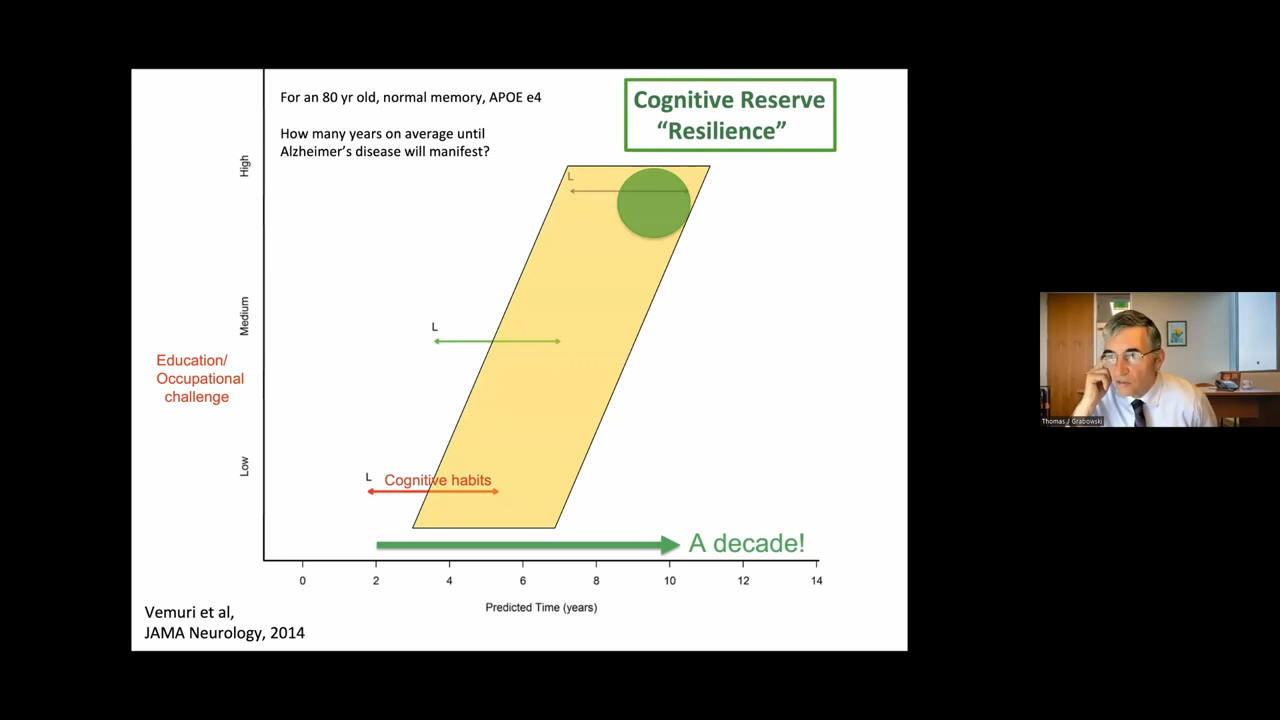 For an 80 yr old, normal memory, APOE e4
How many years on average until
Alzheimer's disease will manifest?
Cognitive Reserve
“Resilience”
High
Medium
Low
Education/
Occupational
challenge
L
L
L
Cognitive habits
A decade!
0 2 4 6 8 10 12 14
Predicted Time (years)
Vemuri et al,
JAMA Neurology, 2014
Thomas J Grabowski